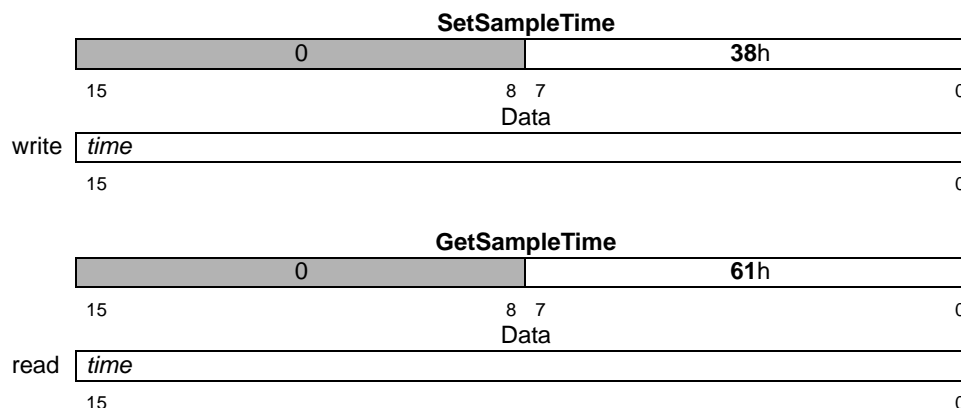 SetSampleTime
0 38h
15 8 7 0
Data
write time
15 0
GetSampleTime
0 61h
15 8 7 0
Data
read time
15 0